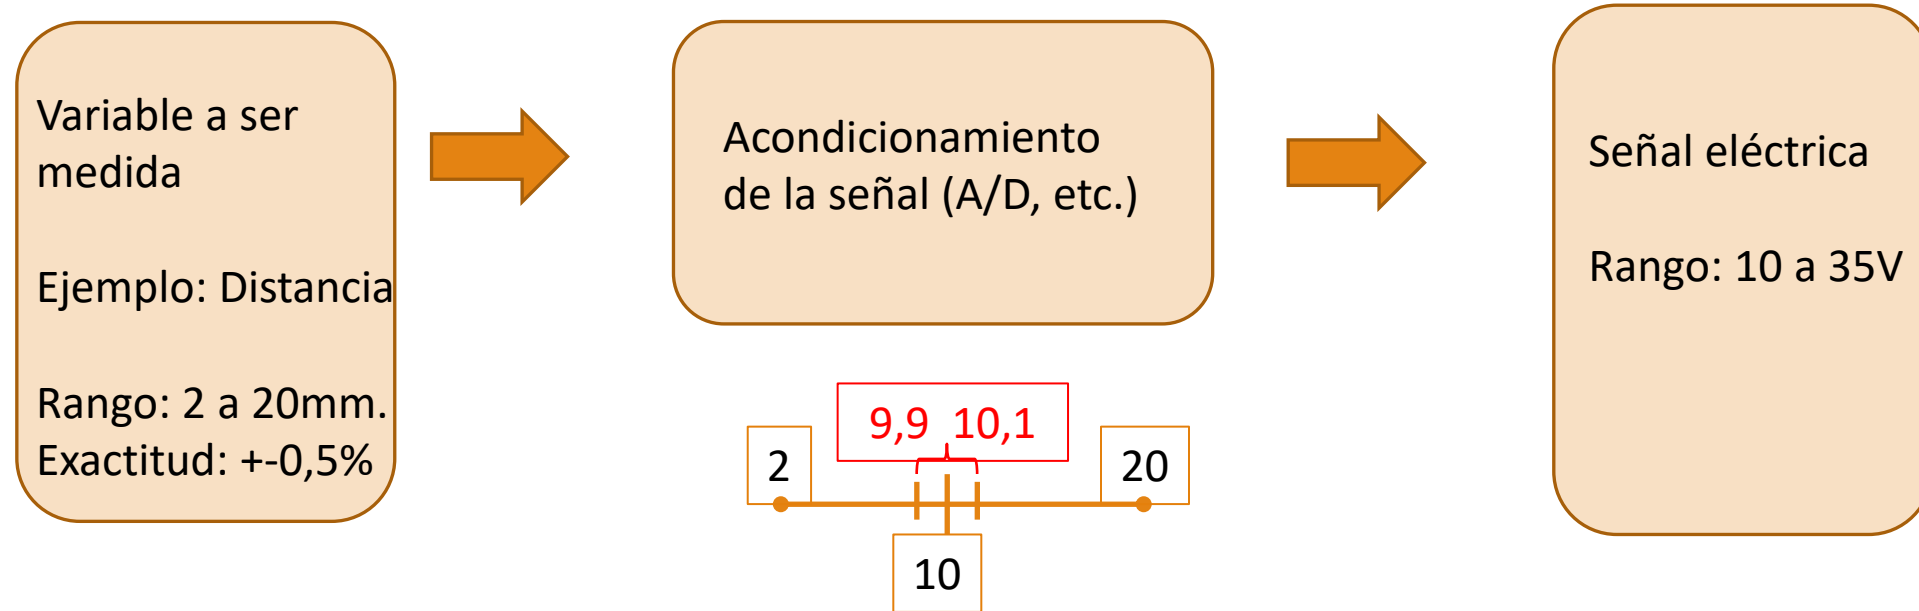 Variable a ser
medida
Ejemplo: Distancia
Rango: 2 a 20mm.
Exactitud: +-0,5%
Acondicionamiento
de la señal (A/D, etc.)
9,9 10,1
2
20
10
Señal eléctrica
Rango: 10 a 35V